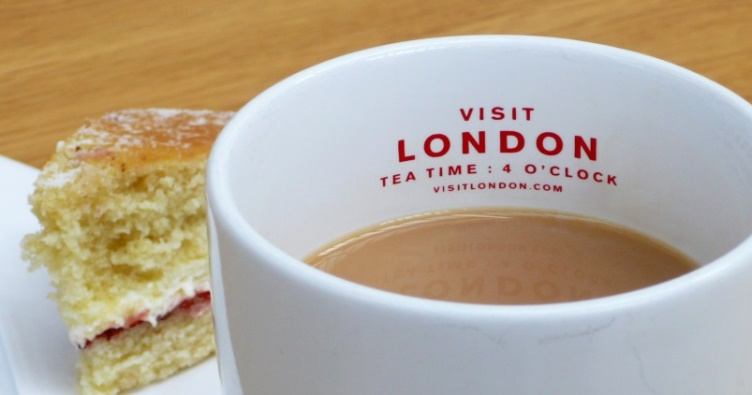 VISIT
LONDON
TEA TIME : 4 O'CLOCK
VISITLONDON.COM